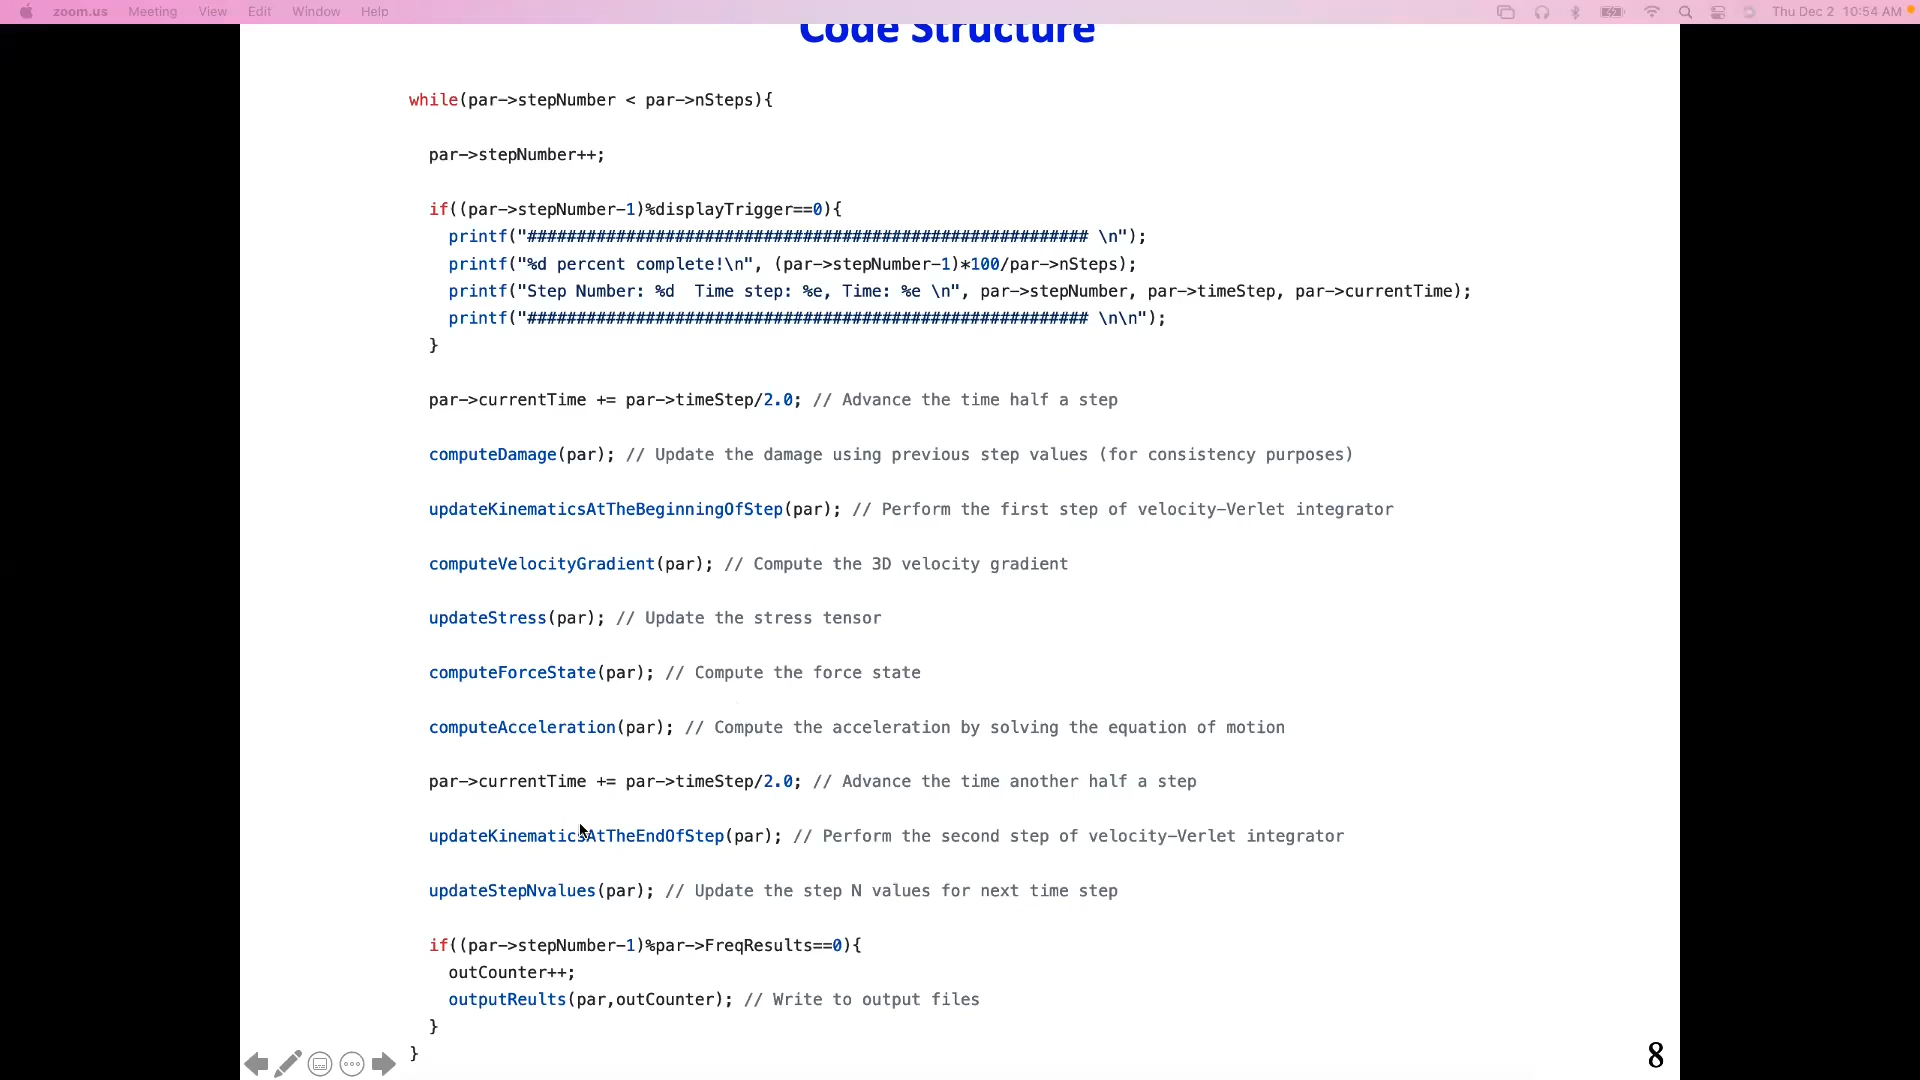 zoom.us Meeting View Edit Window Help Thu Dec 2 10:54 AM
Code Structure
while(par->stepNumber < par->nSteps){
par->stepNumber++;
if((par->stepNumber-1)%displayTrigger==0){
printf("######################################################### \n");
printf("%d percent complete!\n", (par->stepNumber-1)*100/par->nSteps);
printf("Step Number: %d  Time step: %e, Time: %e \n", par->stepNumber, par->timeStep, par->currentTime);
printf("######################################################### \n\n");
}
par->currentTime += par->timeStep/2.0; // Advance the time half a step
computeDamage(par); // Update the damage using previous step values (for consistency purposes)
updateKinematicsAtTheBeginningOfStep(par); // Perform the first step of velocity-Verlet integrator
computeVelocityGradient(par); // Compute the 3D velocity gradient
updateStress(par); // Update the stress tensor
computeForceState(par); // Compute the force state
computeAcceleration(par); // Compute the acceleration by solving the equation of motion
par->currentTime += par->timeStep/2.0; // Advance the time another half a step
updateKinematicsAtTheEndOfStep(par); // Perform the second step of velocity-Verlet integrator
updateStepNvalues(par); // Update the step N values for next time step
if((par->stepNumber-1)%par->FreqResults==0){
outCounter++;
outputReults(par,outCounter); // Write to output files
}
}
8